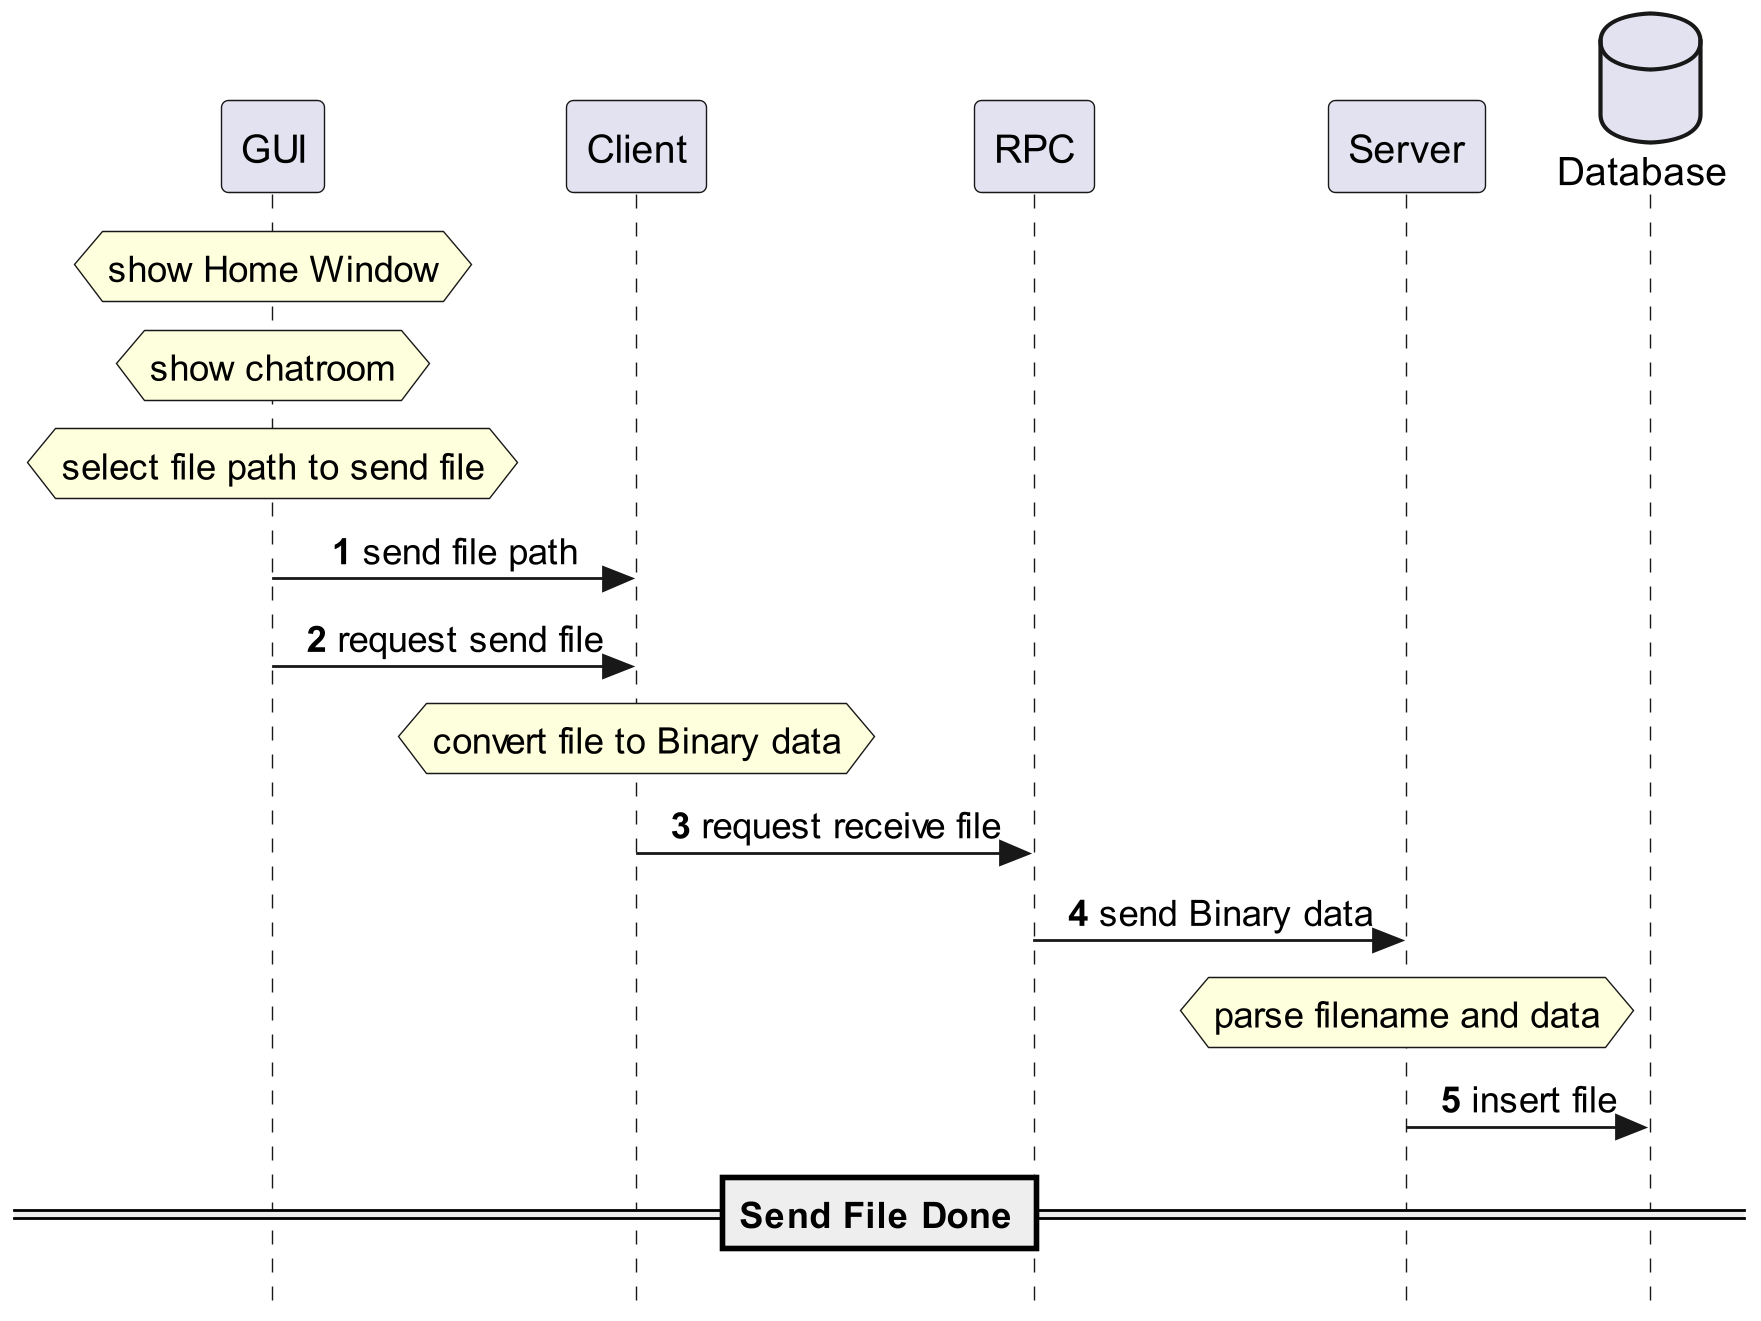 GUI
Client
RPC
Server
Database
show Home Window
show chatroom
select file path to send file
1 send file path
2 request send file
convert file to Binary data
3 request receive file
4 send Binary data
parse filename and data
5 insert file
Send File Done